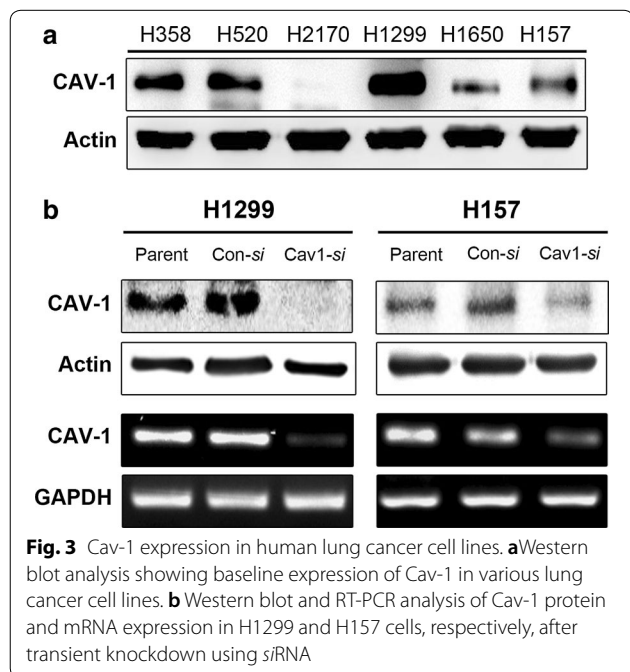 a
H358 H520 H2170 H1299 H1650 H157
CAV-1
Actin
b
H1299 H157
Parent Con-si Cav1-si Parent Con-si Cav1-si
CAV-1
Actin
CAV-1
GAPDH
Fig. 3 Cav-1 expression in human lung cancer cell lines. aWestern
blot analysis showing baseline expression of Cav-1 in various lung
cancer cell lines. b Western blot and RT-PCR analysis of Cav-1 protein
and mRNA expression in H1299 and H157 cells, respectively, after
transient knockdown using siRNA